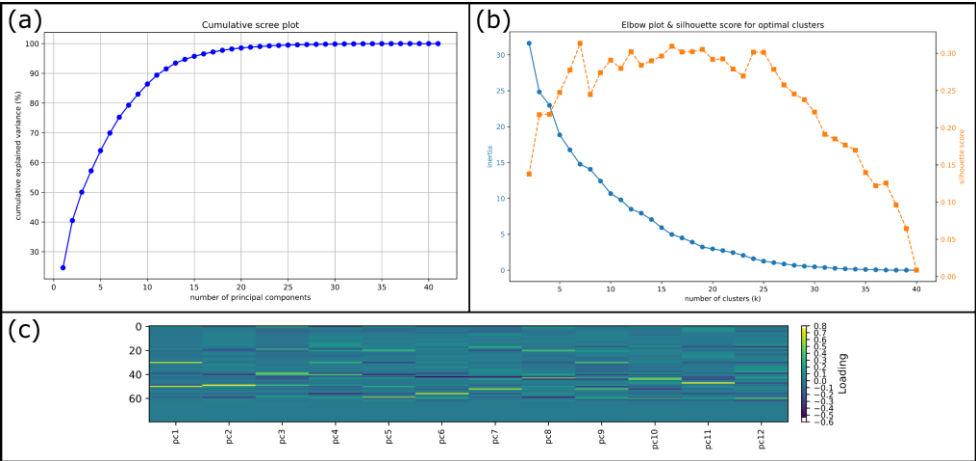 (a)
Cumulative scree plot
cumulative explained variance (%)
100
90
80
70
60
50
40
30
0 5 10 15 20 25 30 35 40
number of principal components
(b)
Elbow plot & silhouette score for optimal clusters
inertia
30
25
20
15
10
5
0
5 10 15 20 25 30 35 40
number of clusters (k)
0.30
0.25
0.20
0.15
0.10
0.05
0.00
silhouette score
(c)
0
20
40
60
pc1 pc2 pc3 pc4 pc5 pc6 pc7 pc8 pc9 pc10 pc11 pc12
0.8
0.7
0.6
0.5
0.4
0.3
0.2
0.1
0.0
−0.1
−0.2
−0.3
−0.4
−0.5
−0.6
Loading